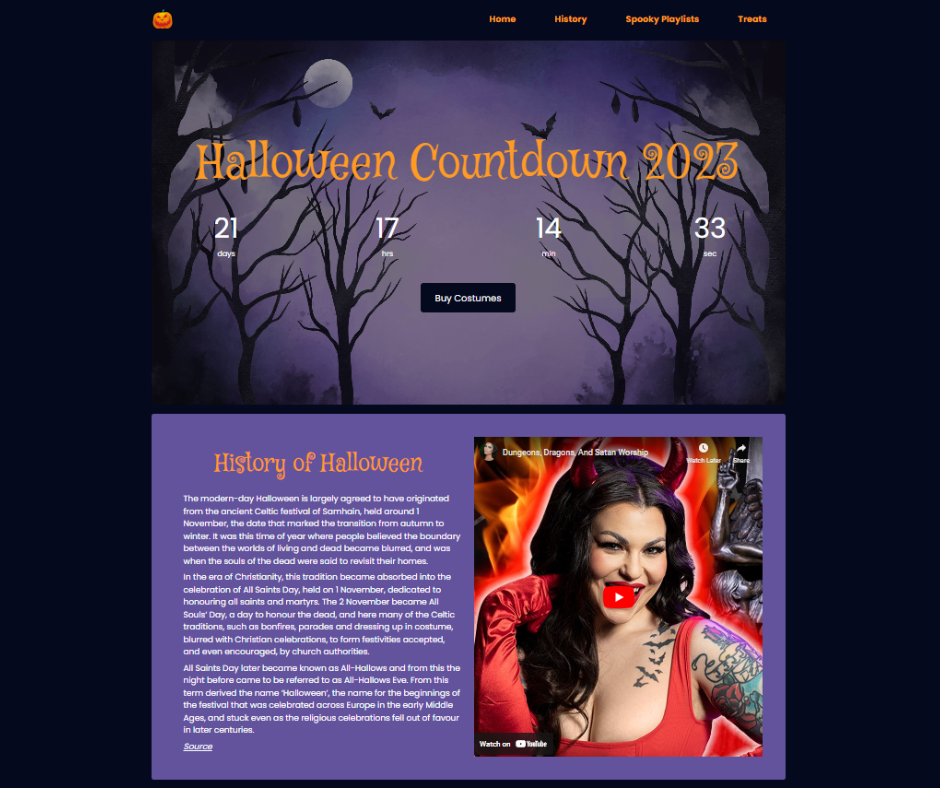 Home History Spooky Playlists Treats
Halloween Countdown 2023
21 17 14 33
days hrs min sec
Buy Costumes
History of Halloween
The modern-day Halloween is largely agreed to have originated
from the ancient Celtic festival of Samhain, held around 1
November, the date that marked the transition from autumn to
winter. It was this time of year where people believed the boundary
between the worlds of living and dead became blurred, and was
when the souls of the dead were said to revisit their homes.
In the era of Christianity, this tradition became absorbed into the
celebration of All Saints Day, held on 1 November, dedicated to
honouring all saints and martyrs. The 2 November became All
Souls' Day, a day to honour the dead, and here many of the Celtic
traditions, such as bonfires, parades and dressing up in costume,
blurred with Christian celebrations, to form festivities accepted,
and even encouraged, by church authorities.
All Saints Day later became known as All-Hallows and from this the
night before came to be referred to as All-Hallows Eve. From this
term derived the name 'Halloween', the name for the beginnings of
the festival that was celebrated across Europe in the early Middle
Ages, and stuck even as the religious celebrations fell out of favour
in later centuries.
Source
Dungeons, Dragons, And Satan Worship
Watch Later Share
Watch on YouTube